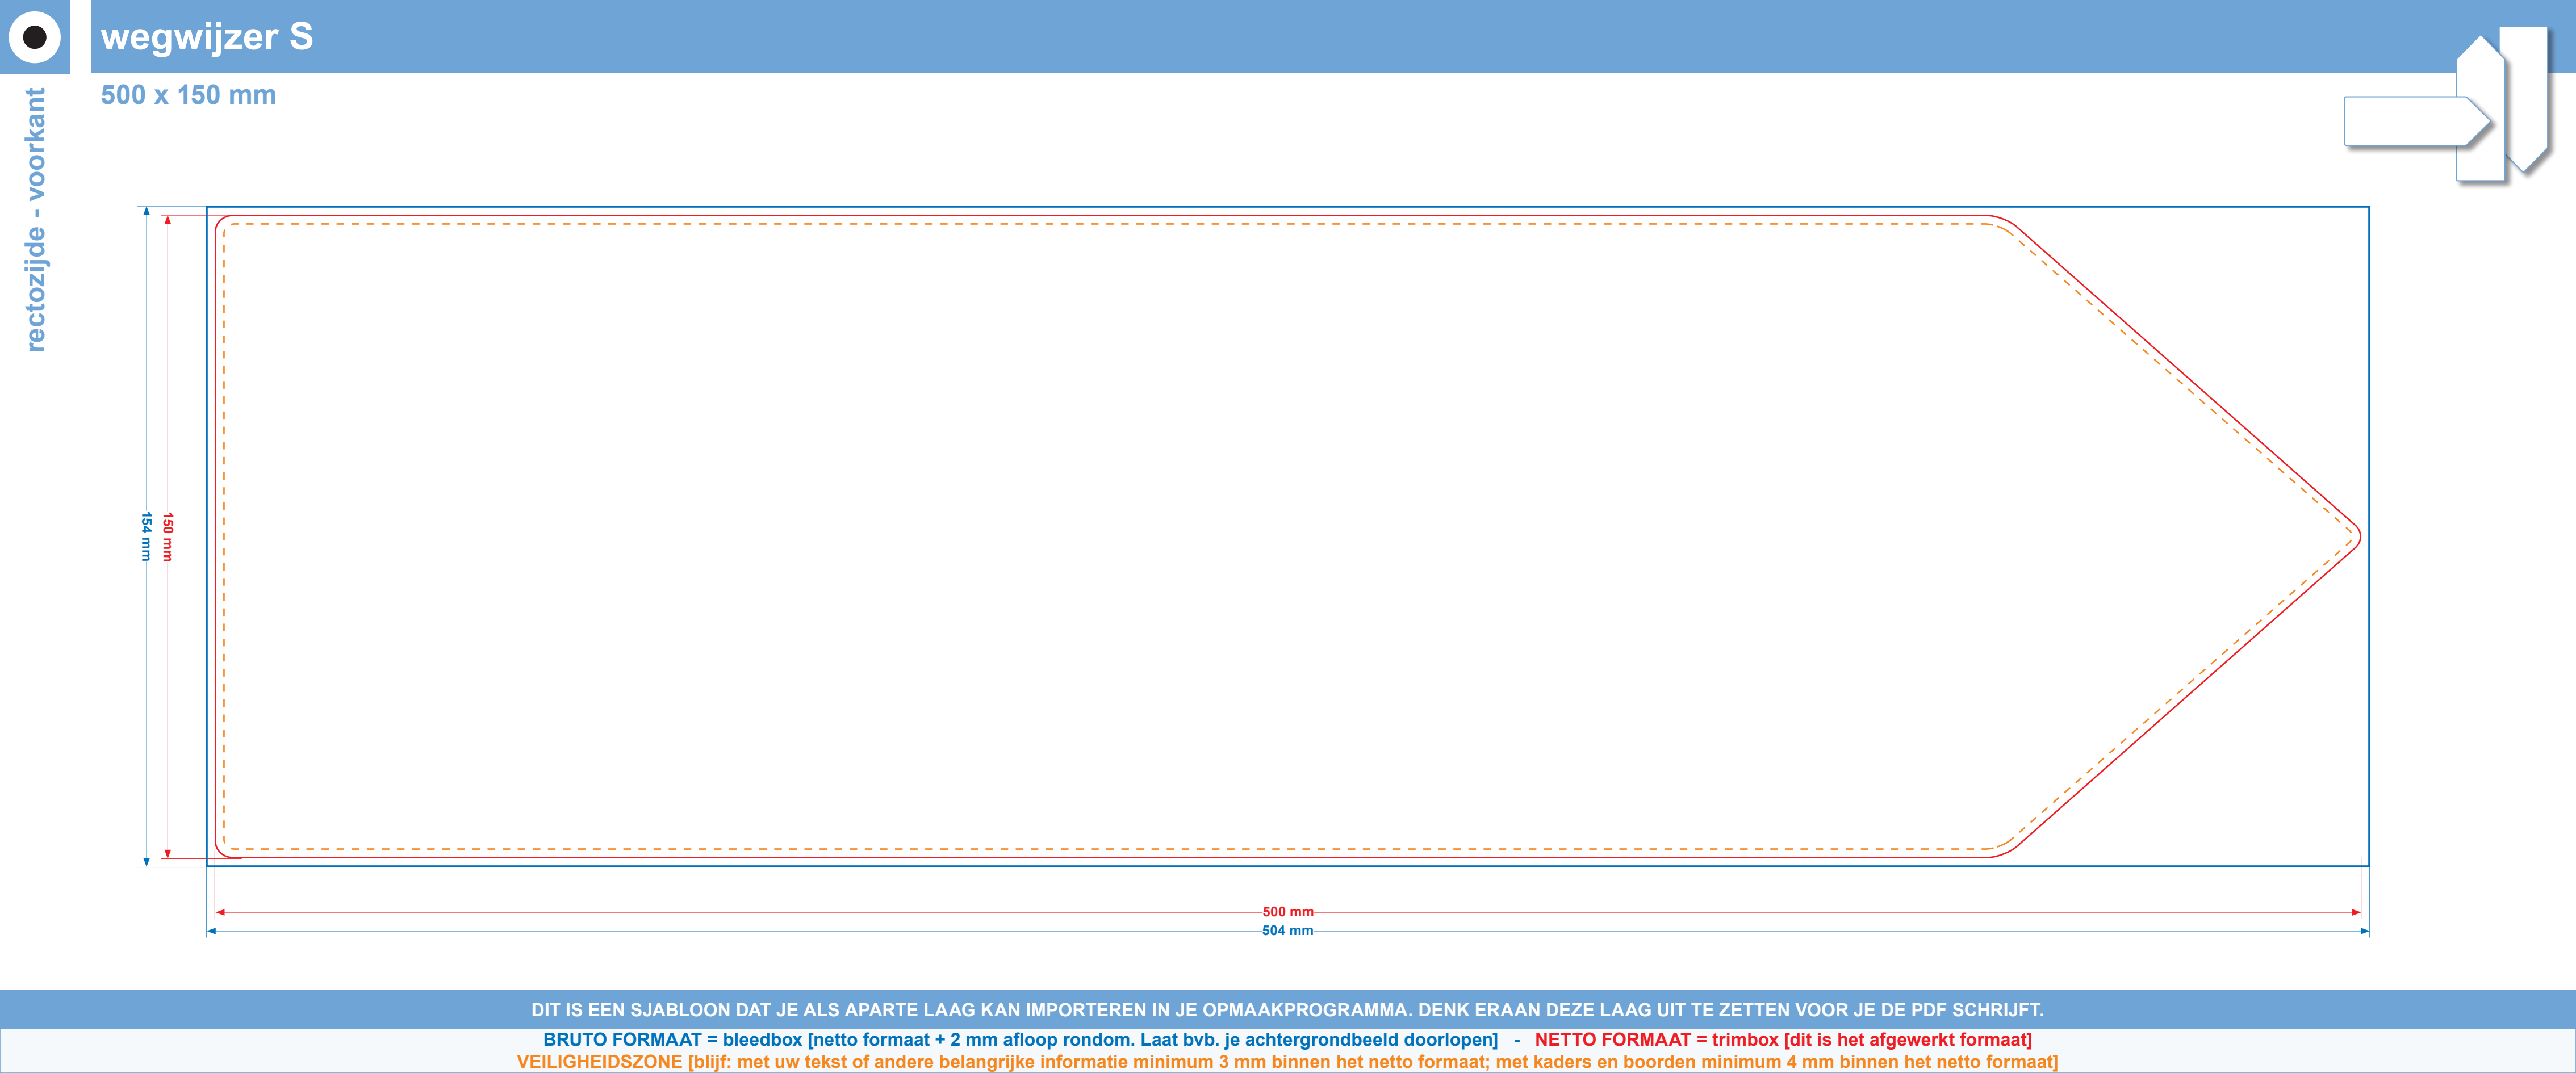 wegwijzer S
500 x 150 mm
rectozijde - voorkant
154 mm
150 mm
500 mm
504 mm
DIT IS EEN SJABLOON DAT JE ALS APARTE LAAG KAN IMPORTEREN IN JE OPMAAKPROGRAMMA. DENK ERAAN DEZE LAAG UIT TE ZETTEN VOOR JE DE PDF SCHRIJFT.
BRUTO FORMAAT = bleedbox [netto formaat + 2 mm afloop rondom. Laat bvb. je achtergrondbeeld doorlopen] - NETTO FORMAAT = trimbox [dit is het afgewerkt formaat]
VEILIGHEIDSZONE [blijf: met uw tekst of andere belangrijke informatie minimum 3 mm binnen het netto formaat; met kaders en boorden minimum 4 mm binnen het netto formaat]